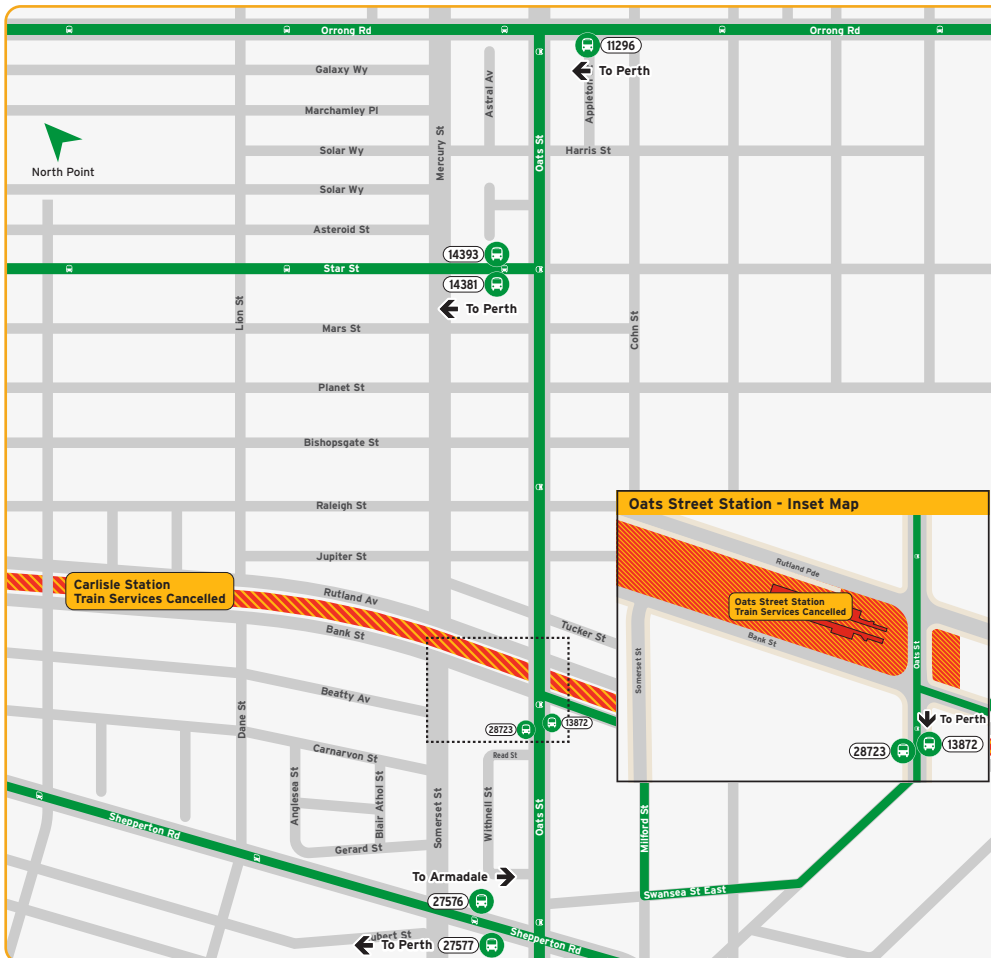 Orrong Rd
Orrong Rd
11296
To Perth
Galaxy Wy
Astral Av
Marchamley Pl
Mercury St
Oats St
Solar Wy
Harris St
North Point
Solar Wy
Asteroid St
14393
Star St
14381
To Perth
Lion St
Mars St
Cohn St
Planet St
Bishopsgate St
Raleigh St
Jupiter St
Carlisle Station
Train Services Cancelled
Rutland Av
Bank St
Tucker St
Beatty Av
Dane St
28723
13872
Carnarvon St
Read St
Anglesea St
Blair Athol St
Somerset St
Withnell St
Oats St
Milford St
Gerard St
Shepperton Rd
To Armadale
27576
Swansea St East
Shepperton Rd
To Perth
27577
Oats Street Station - Inset Map
Rutland Pde
Oats Street Station
Train Services Cancelled
Bank St
Somerset St
Oats St
To Perth
28723
13872